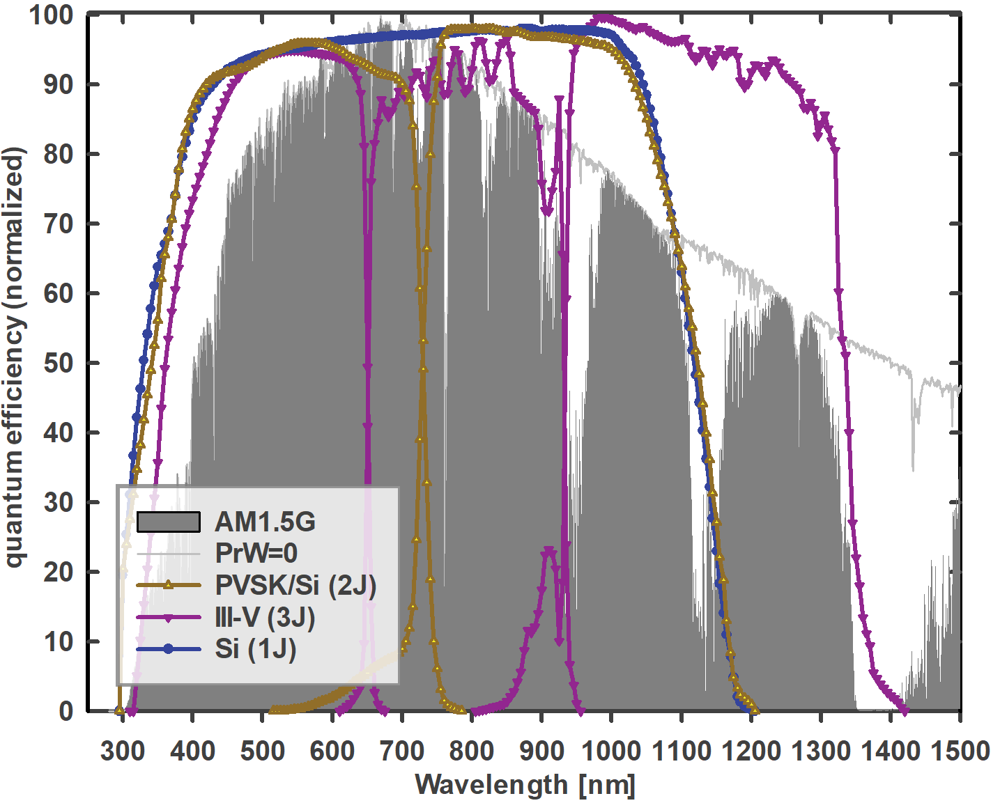 100
90
80
70
60
50
40
30
20
10
0
quantum efficiency (normalized)
AM1.5G
PrW=0
PVSK/Si (2J)
III-V (3J)
Si (1J)
300 400 500 600 700 800 900 1000 1100 1200 1300 1400 1500
Wavelength [nm]